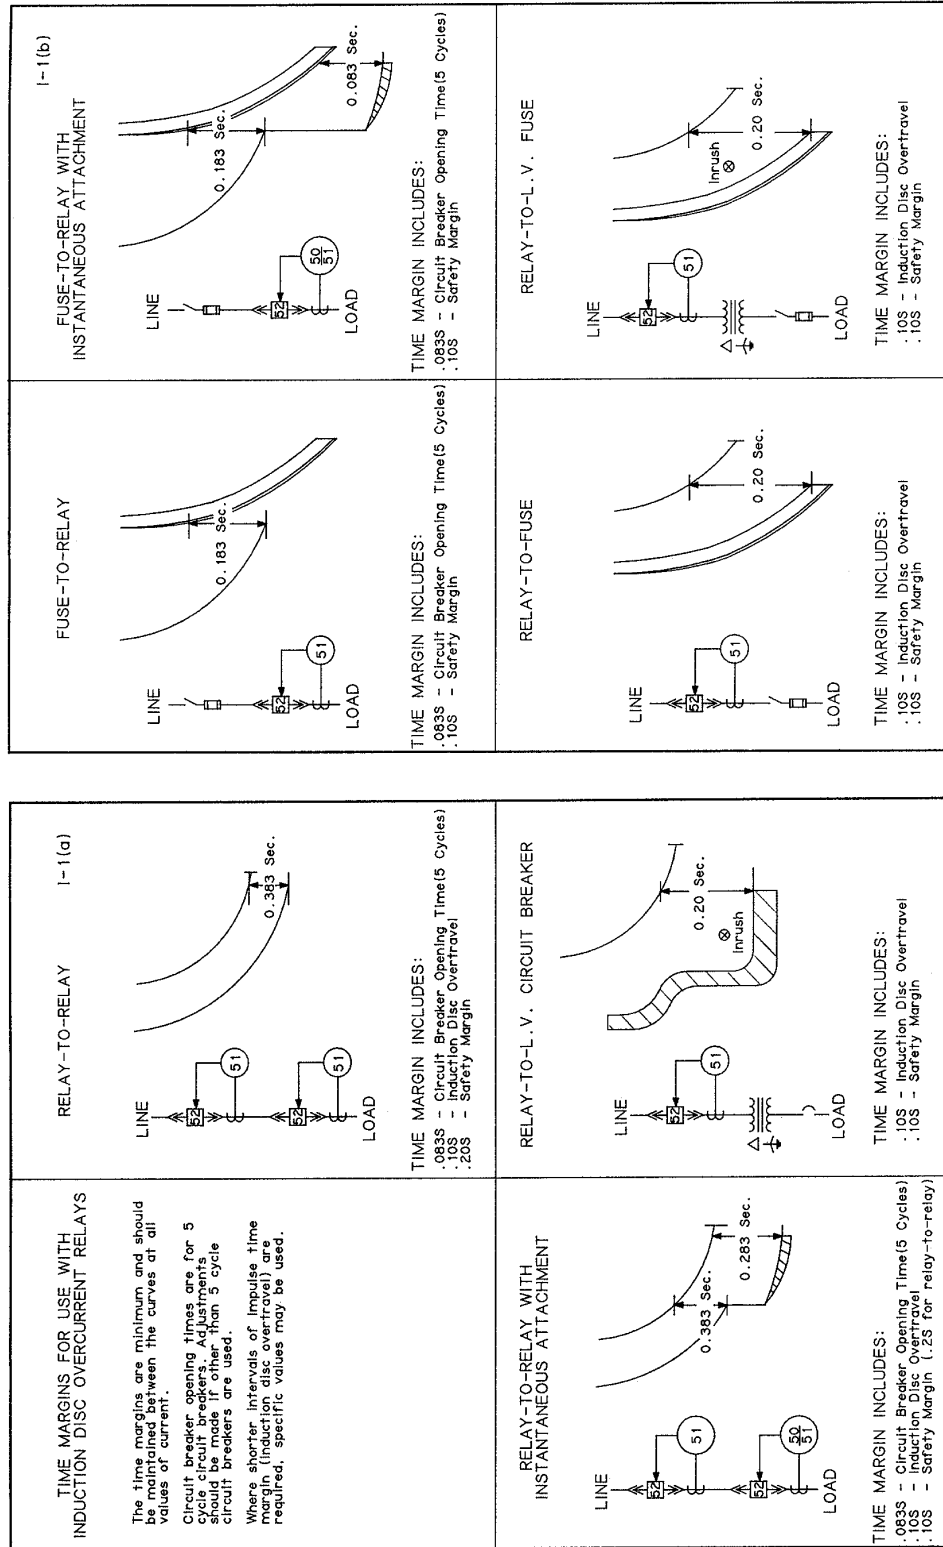 TIME MARGINS FOR USE WITH
INDUCTION DISC OVERCURRENT RELAYS
The time margins are minimum and should
be maintained between the curves at all
values of current.
Circuit breaker opening times are for 5
cycle circuit breakers. Adjustments
should be made if other than 5 cycle
circuit breakers are used.
Where shorter intervals of impulse time
margin (induction disc overtravel) are
required, specific values may be used.
RELAY-TO-RELAY
I-1(a)
LINE
52
51
52
51
LOAD
0.383 Sec.
TIME MARGIN INCLUDES:
.083S - Circuit Breaker Opening Time(5 Cycles)
.10S - Induction Disc Overtravel
.20S - Safety Margin
RELAY-TO-RELAY WITH
INSTANTANEOUS ATTACHMENT
LINE
52
51
52
50
51
LOAD
0.383 Sec.
0.283 Sec.
TIME MARGIN INCLUDES:
.083S - Circuit Breaker Opening Time(5 Cycles)
.10S - Induction Disc Overtravel
.10S - Safety Margin (.2S for relay-to-relay)
RELAY-TO-L.V. CIRCUIT BREAKER
LINE
52
51
LOAD
0.20 Sec.
Inrush
TIME MARGIN INCLUDES:
.10S - Induction Disc Overtravel
.10S - Safety Margin
FUSE-TO-RELAY
LINE
52
51
LOAD
0.183 Sec.
TIME MARGIN INCLUDES:
.083S - Circuit Breaker Opening Time(5 Cycles)
.10S - Safety Margin
FUSE-TO-RELAY WITH
INSTANTANEOUS ATTACHMENT
I-1(b)
LINE
52
50
51
LOAD
0.183 Sec.
0.083 Sec.
TIME MARGIN INCLUDES:
.083S - Circuit Breaker Opening Time(5 Cycles)
.10S - Safety Margin
RELAY-TO-FUSE
LINE
52
51
LOAD
0.20 Sec.
TIME MARGIN INCLUDES:
.10S - Induction Disc Overtravel
.10S - Safety Margin
RELAY-TO-L.V. FUSE
LINE
52
51
LOAD
Inrush
0.20 Sec.
TIME MARGIN INCLUDES:
.10S - Induction Disc Overtravel
.10S - Safety Margin